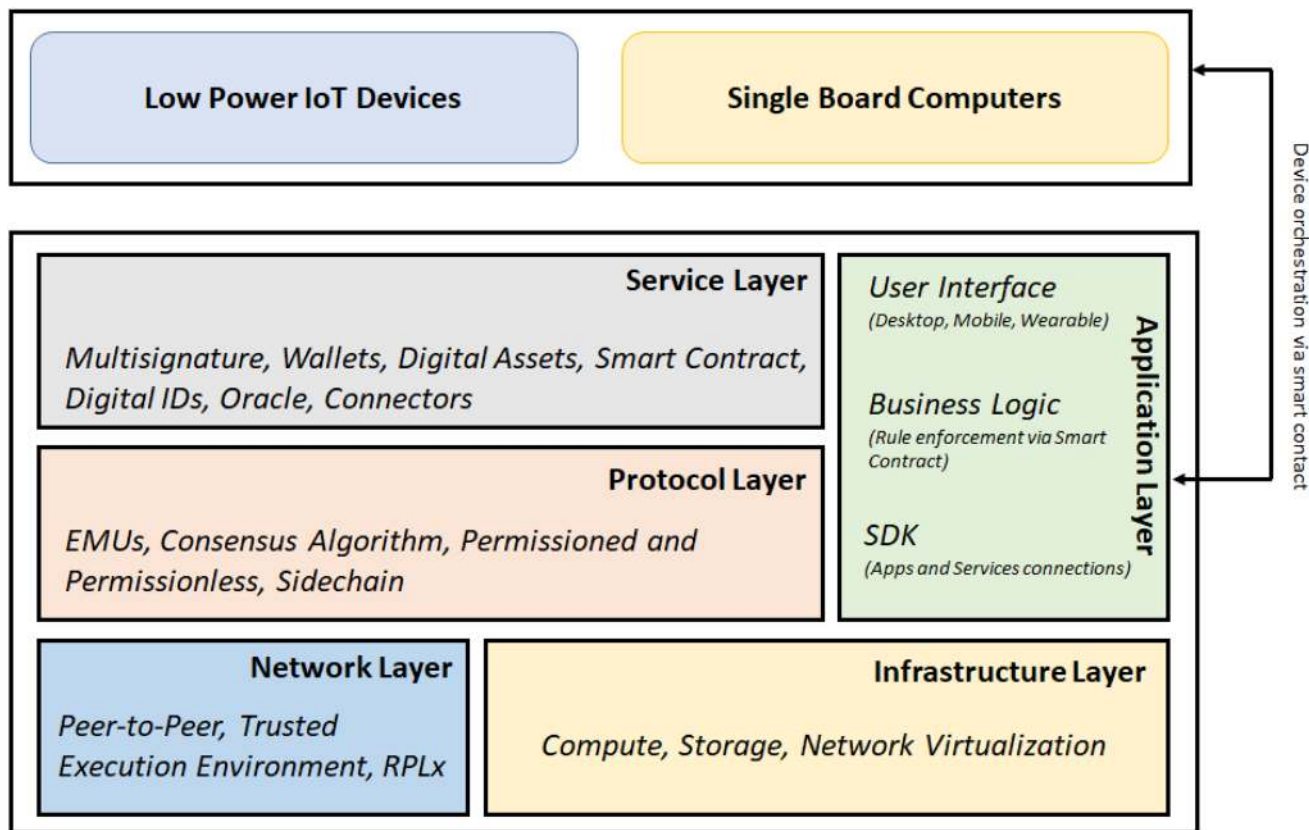 Low Power IoT Devices
Single Board Computers
Device orchestration via smart contact
Service Layer
Multisignature, Wallets, Digital Assets, Smart Contract,
Digital IDs, Oracle, Connectors
Protocol Layer
EMUs, Consensus Algorithm, Permissioned and
Permissionless, Sidechain
Application Layer
User Interface
(Desktop, Mobile, Wearable)
Business Logic
(Rule enforcement via Smart
Contract)
SDK
(Apps and Services connections)
Network Layer
Peer-to-Peer, Trusted
Execution Environment, RPLx
Infrastructure Layer
Compute, Storage, Network Virtualization